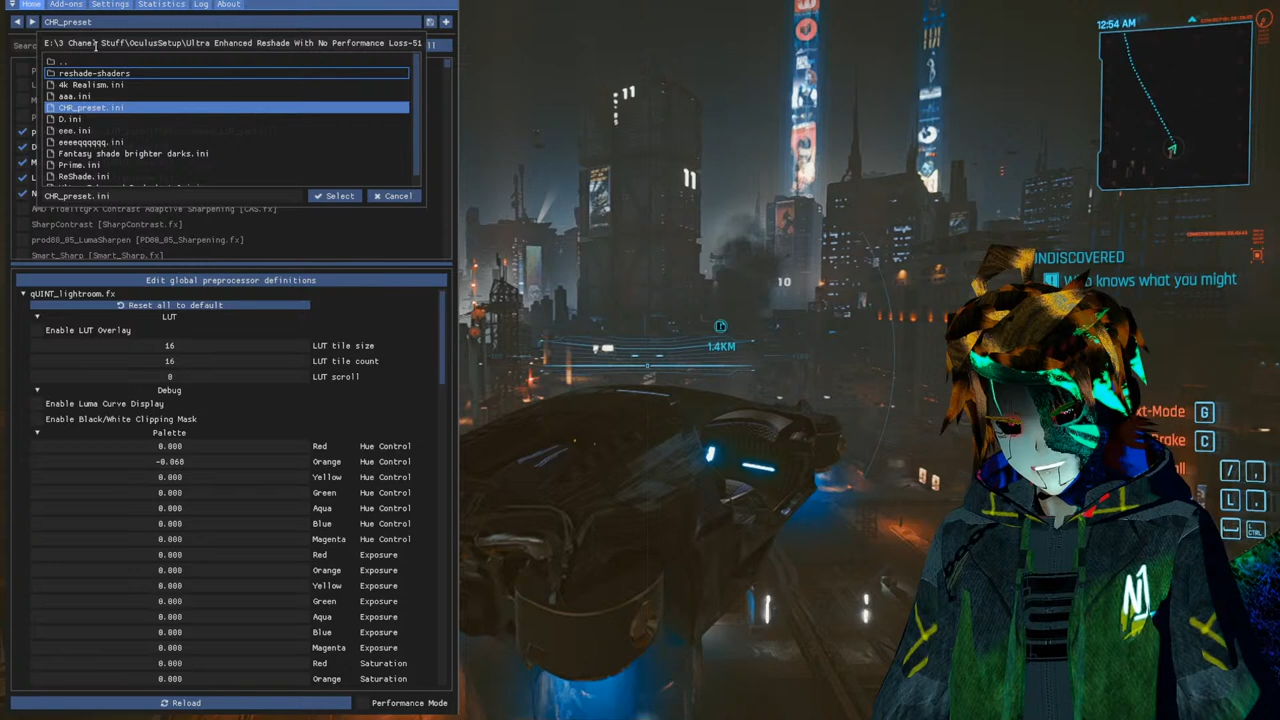 Home Add-ons Settings Statistics Log About
CHR_preset
E:\3 Chanel Stuff\OculusSetup\Ultra Enhanced Reshade With No Performance Loss-51
..
reshade-shaders
4k Realism.ini
aaa.ini
CHR_preset.ini
D.ini
eee.ini
eeeeqqqqqq.ini
Fantasy shade brighter darks.ini
Prime.ini
ReShade.ini
CHR_preset.ini
Select
Cancel
AMD FidelityFX Contrast Adaptive Sharpening [CAS.fx]
SharpContrast [SharpContrast.fx]
prod80_05_LumaSharpen [PD80_05_Sharpening.fx]
Smart_Sharp [Smart_Sharp.fx]
Edit global preprocessor definitions
qUINT_lightroom.fx
Reset all to default
LUT
Enable LUT Overlay
16 LUT tile size
16 LUT tile count
0 LUT scroll
Debug
Enable Luma Curve Display
Enable Black/White Clipping Mask
Palette
0.000 Red Hue Control
-0.068 Orange Hue Control
0.000 Yellow Hue Control
0.000 Green Hue Control
0.000 Aqua Hue Control
0.000 Blue Hue Control
0.000 Magenta Hue Control
0.000 Red Exposure
0.000 Orange Exposure
0.000 Yellow Exposure
0.000 Green Exposure
0.000 Aqua Exposure
0.000 Blue Exposure
0.000 Magenta Exposure
0.000 Red Saturation
0.000 Orange Saturation
Reload
Performance Mode
12:54 AM
11
11
10
1.4KM
0
UNDISCOVERED
knows what you might
G
C
/ ,
L ,
L CTRL
N